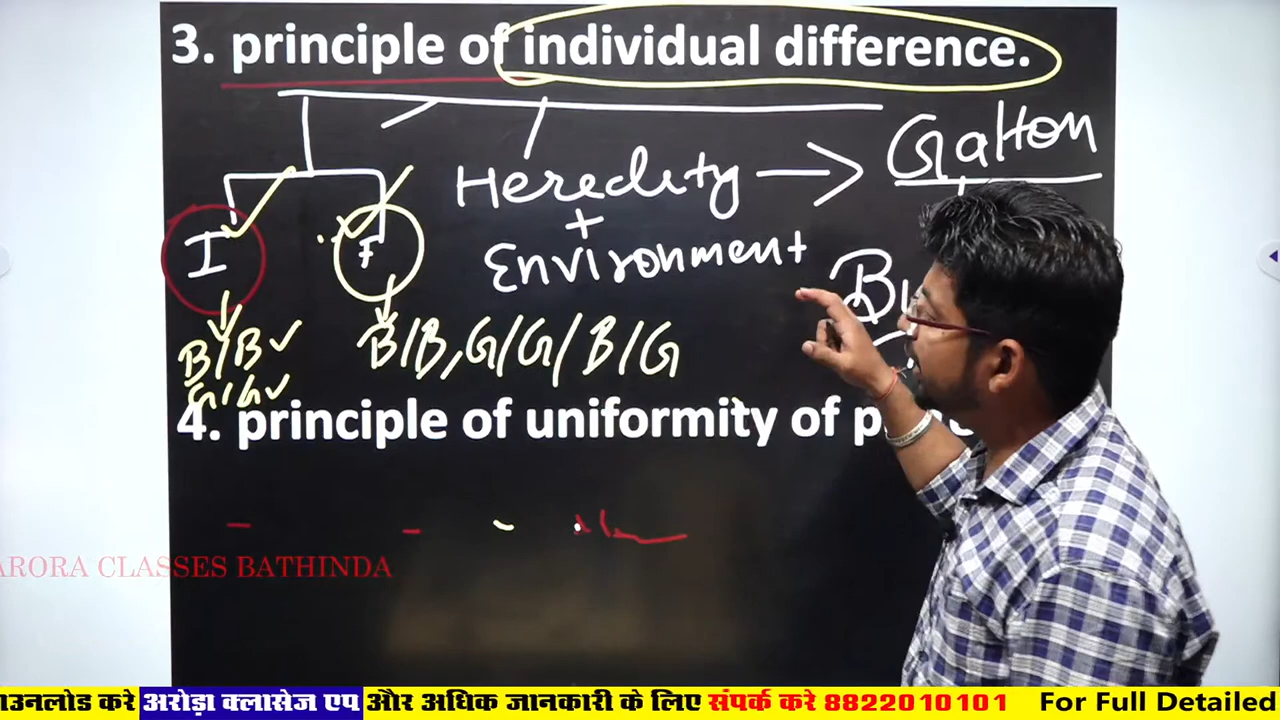 3. principle of individual difference.
Galton
Heredity →
+
Environment
I
F
Bu
B/B ✓
B/B, G/G/ B/G
G/G ✓
4. principle of uniformity of p
ARORA CLASSES BATHINDA
ाउनलोड करे अरोड़ा क्लासेज एप और अधिक जानकारी के लिए संपर्क करे 8822010101 For Full Detailed